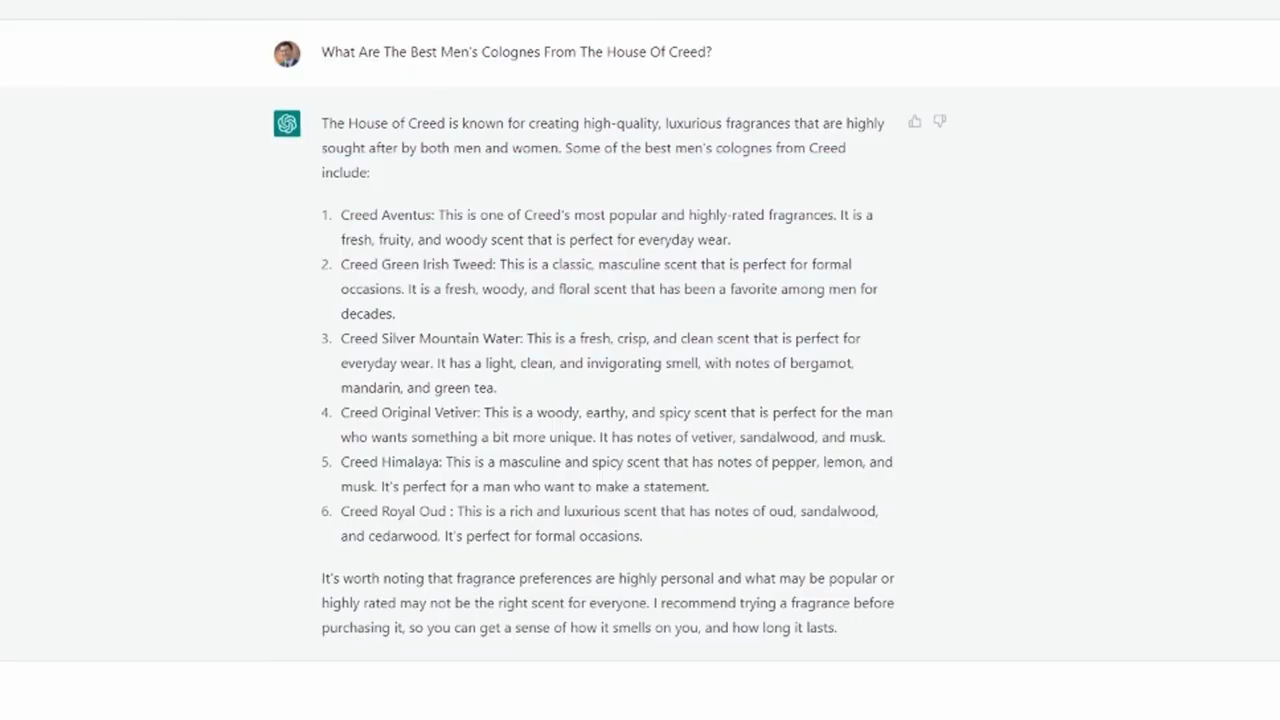 What Are The Best Men's Colognes From The House Of Creed?
The House of Creed is known for creating high-quality, luxurious fragrances that are highly
sought after by both men and women. Some of the best men's colognes from Creed
include:
1. Creed Aventus: This is one of Creed's most popular and highly-rated fragrances. It is a
fresh, fruity, and woody scent that is perfect for everyday wear.
2. Creed Green Irish Tweed: This is a classic, masculine scent that is perfect for formal
occasions. It is a fresh, woody, and floral scent that has been a favorite among men for
decades.
3. Creed Silver Mountain Water: This is a fresh, crisp, and clean scent that is perfect for
everyday wear. It has a light, clean, and invigorating smell, with notes of bergamot,
mandarin, and green tea.
4. Creed Original Vetiver: This is a woody, earthy, and spicy scent that is perfect for the man
who wants something a bit more unique. It has notes of vetiver, sandalwood, and musk.
5. Creed Himalaya: This is a masculine and spicy scent that has notes of pepper, lemon, and
musk. It's perfect for a man who want to make a statement.
6. Creed Royal Oud : This is a rich and luxurious scent that has notes of oud, sandalwood,
and cedarwood. It's perfect for formal occasions.
It's worth noting that fragrance preferences are highly personal and what may be popular or
highly rated may not be the right scent for everyone. I recommend trying a fragrance before
purchasing it, so you can get a sense of how it smells on you, and how long it lasts.